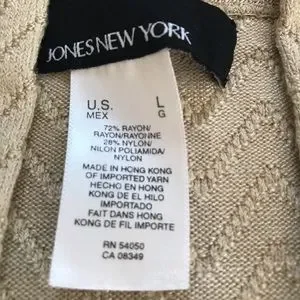 JONES NEW YORK
U.S. L
MEX G
72% RAYON/
RAYON/RAYONNE
28% NYLON/
NILON POLIAMIDA/
NYLON
MADE IN HONG KONG
OF IMPORTED YARN
HECHO EN HONG
KONG DE EL HILO
IMPORTADO
FAIT DANS HONG
KONG DE FIL IMPORTE
RN 54050
CA 08349